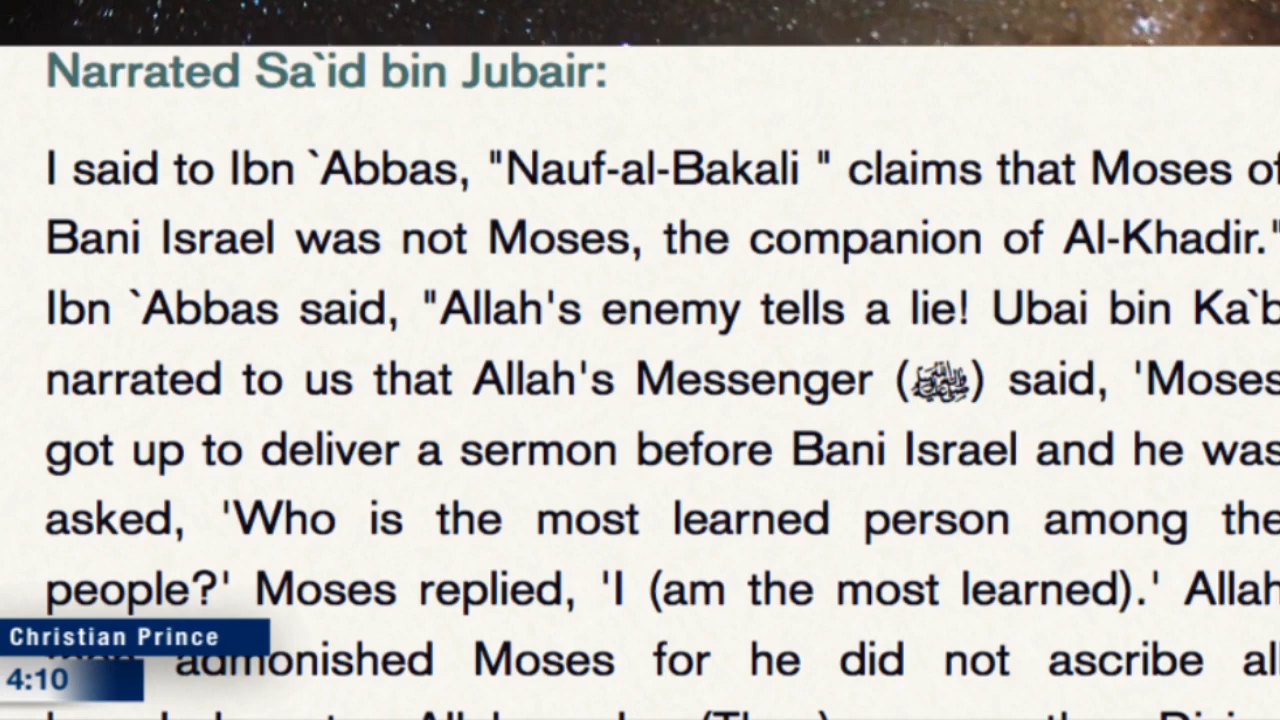 Narrated Sa`id bin Jubair:
I said to Ibn `Abbas, "Nauf-al-Bakali " claims that Moses of
Bani Israel was not Moses, the companion of Al-Khadir."
Ibn `Abbas said, "Allah's enemy tells a lie! Ubai bin Ka`b
narrated to us that Allah's Messenger (ﷺ) said, 'Moses
got up to deliver a sermon before Bani Israel and he was
asked, 'Who is the most learned person among the
people?' Moses replied, 'I (am the most learned).' Allah
admonished Moses for he did not ascribe all
Christian Prince
4:10